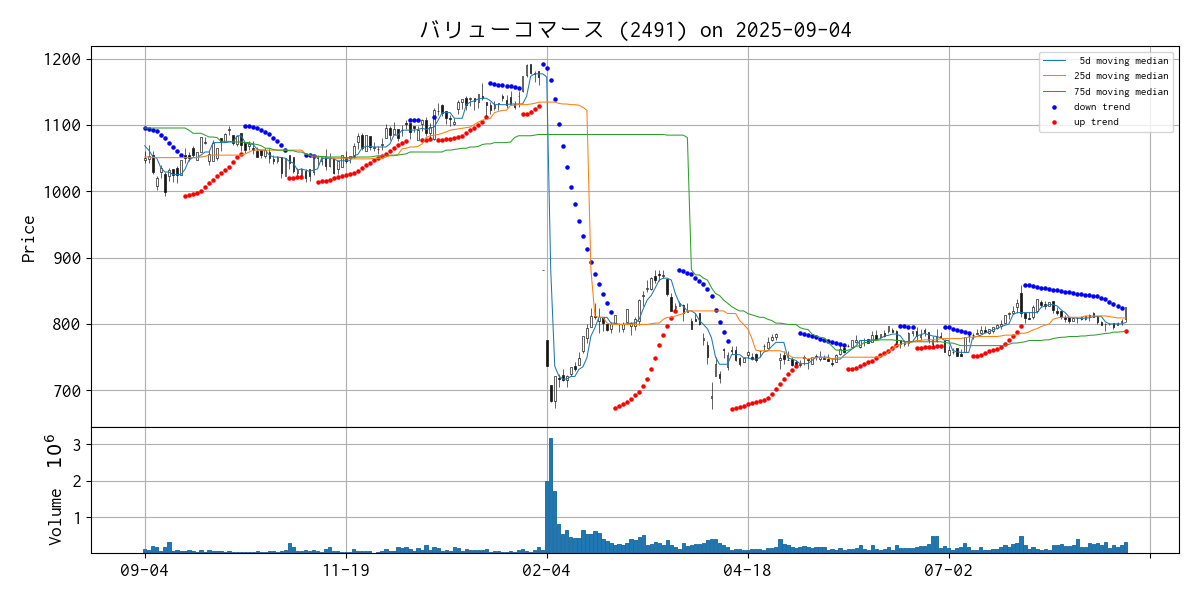 バリューコマース (2491) on 2025-09-04
5d moving median
25d moving median
75d moving median
down trend
up trend
Price
1200
1100
1000
900
800
700
Volume 10^6
3
2
1
09-04
11-19
02-04
04-18
07-02